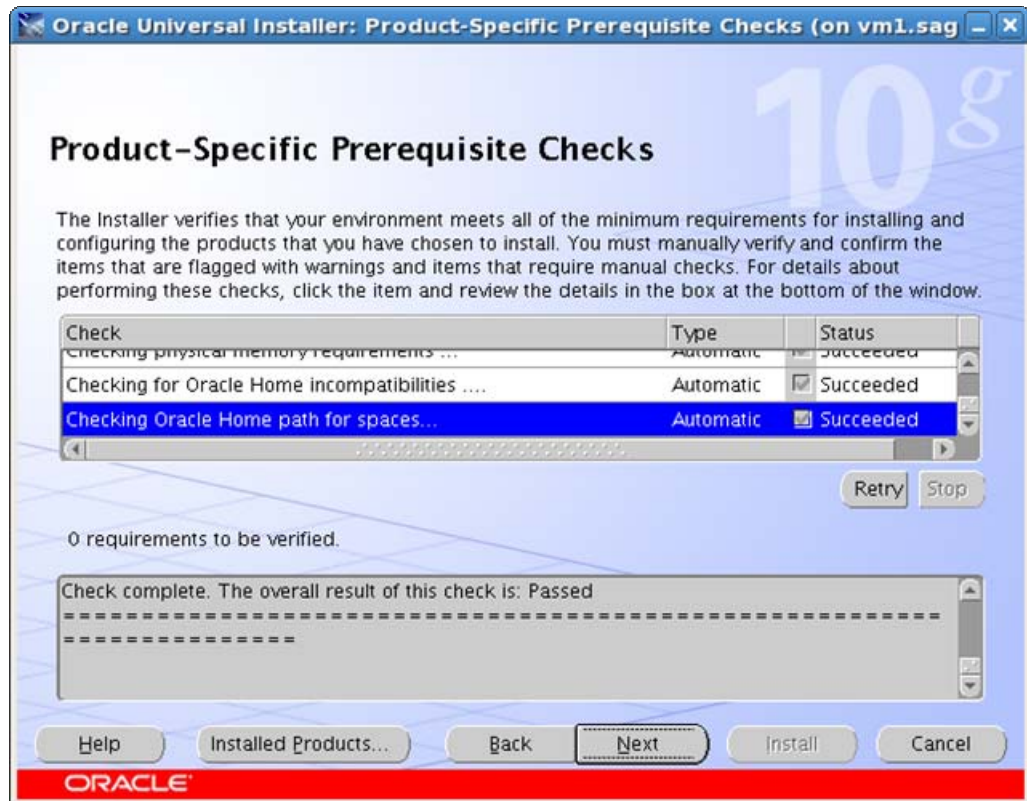 Oracle Universal Installer: Product-Specific Prerequisite Checks (on vm1.sag
10g
Product-Specific Prerequisite Checks
The Installer verifies that your environment meets all of the minimum requirements for installing and
configuring the products that you have chosen to install. You must manually verify and confirm the
items that are flagged with warnings and items that require manual checks. For details about
performing these checks, click the item and review the details in the box at the bottom of the window.
Check Type Status
Checking physical memory requirements ... Automatic Succeeded
Checking for Oracle Home incompatibilities .... Automatic Succeeded
Checking Oracle Home path for spaces... Automatic Succeeded
Retry Stop
0 requirements to be verified.
Check complete. The overall result of this check is: Passed
= = = = = = = = = = = = = = = = = = = = = = = = = = = = = = = = = = = = = = = = = = = = = = = = = = = = = = = =
= = = = = = = = = = = = = = =
Help Installed Products... Back Next Install Cancel
ORACLE